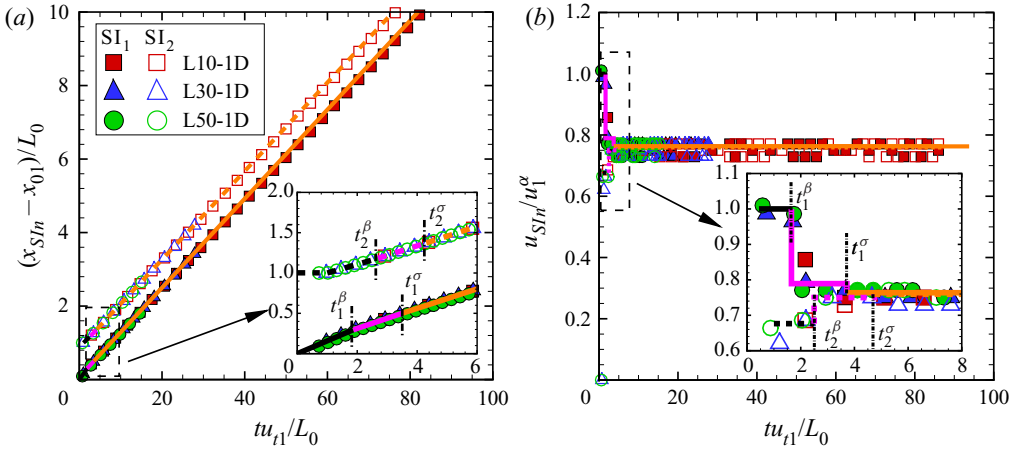 (a)
(x_{SIn} − x_{01})/L_0
10
8
6
4
2
0
0 20 40 60 80 100
tu_{t1}/L_0
SI_1 SI_2
L10-1D
L30-1D
L50-1D
1.5
1.0
0.5
0
2 4 6
t_2^β
t_2^σ
t_1^β
t_1^σ
(b)
u_{SIn}/u_1^α
1.2
1.0
0.8
0.6
0.4
0.2
0
0 20 40 60 80 100
tu_{t1}/L_0
1.0
0.9
0.8
0.7
0.6
0 2 4 6 8
t_1^β
t_1^σ
t_2^β
t_2^σ